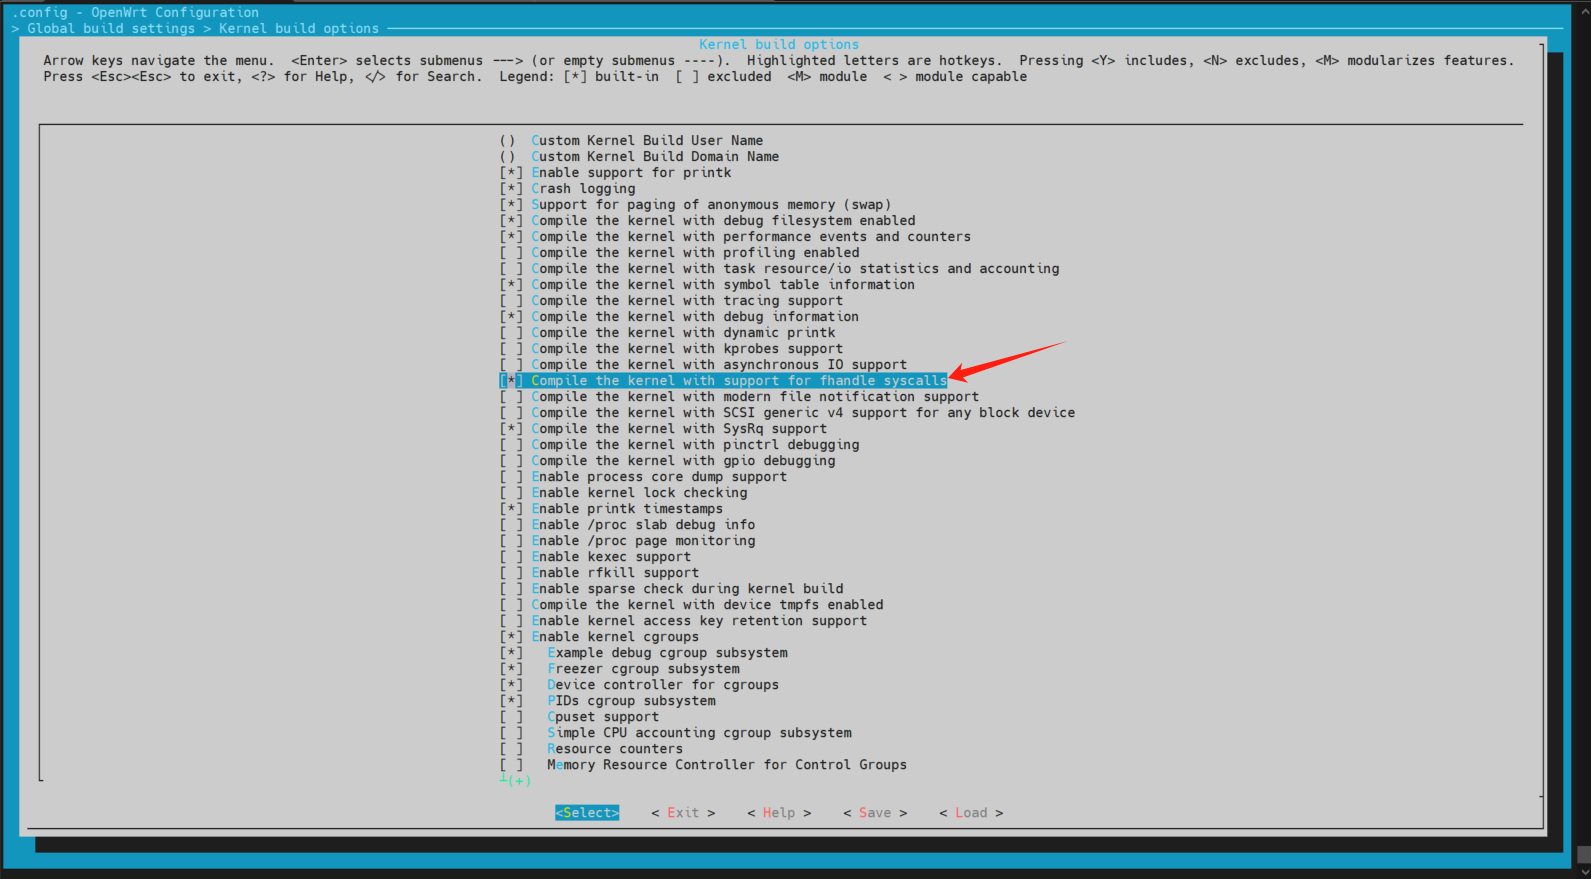 .config - OpenWrt Configuration
> Global build settings > Kernel build options
Kernel build options
Arrow keys navigate the menu.  <Enter> selects submenus ---> (or empty submenus ----).  Highlighted letters are hotkeys.  Pressing <Y> includes, <N> excludes, <M> modularizes features.
Press <Esc><Esc> to exit, <?> for Help, </> for Search.  Legend: [*] built-in  [ ] excluded  <M> module  < > module capable
() Custom Kernel Build User Name
() Custom Kernel Build Domain Name
[*] Enable support for printk
[*] Crash logging
[*] Support for paging of anonymous memory (swap)
[*] Compile the kernel with debug filesystem enabled
[*] Compile the kernel with performance events and counters
[ ] Compile the kernel with profiling enabled
[ ] Compile the kernel with task resource/io statistics and accounting
[*] Compile the kernel with symbol table information
[ ] Compile the kernel with tracing support
[*] Compile the kernel with debug information
[ ] Compile the kernel with dynamic printk
[ ] Compile the kernel with kprobes support
[ ] Compile the kernel with asynchronous IO support
[*] Compile the kernel with support for fhandle syscalls
[ ] Compile the kernel with modern file notification support
[ ] Compile the kernel with SCSI generic v4 support for any block device
[*] Compile the kernel with SysRq support
[ ] Compile the kernel with pinctrl debugging
[ ] Compile the kernel with gpio debugging
[ ] Enable process core dump support
[ ] Enable kernel lock checking
[*] Enable printk timestamps
[ ] Enable /proc slab debug info
[ ] Enable /proc page monitoring
[ ] Enable kexec support
[ ] Enable rfkill support
[ ] Enable sparse check during kernel build
[ ] Compile the kernel with device tmpfs enabled
[ ] Enable kernel access key retention support
[*] Enable kernel cgroups
[*]   Example debug cgroup subsystem
[*]   Freezer cgroup subsystem
[*]   Device controller for cgroups
[*]   PIDs cgroup subsystem
[ ]   Cpuset support
[ ]   Simple CPU accounting cgroup subsystem
[ ]   Resource counters
[ ]   Memory Resource Controller for Control Groups
┴(+)
<Select>    < Exit >    < Help >    < Save >    < Load >